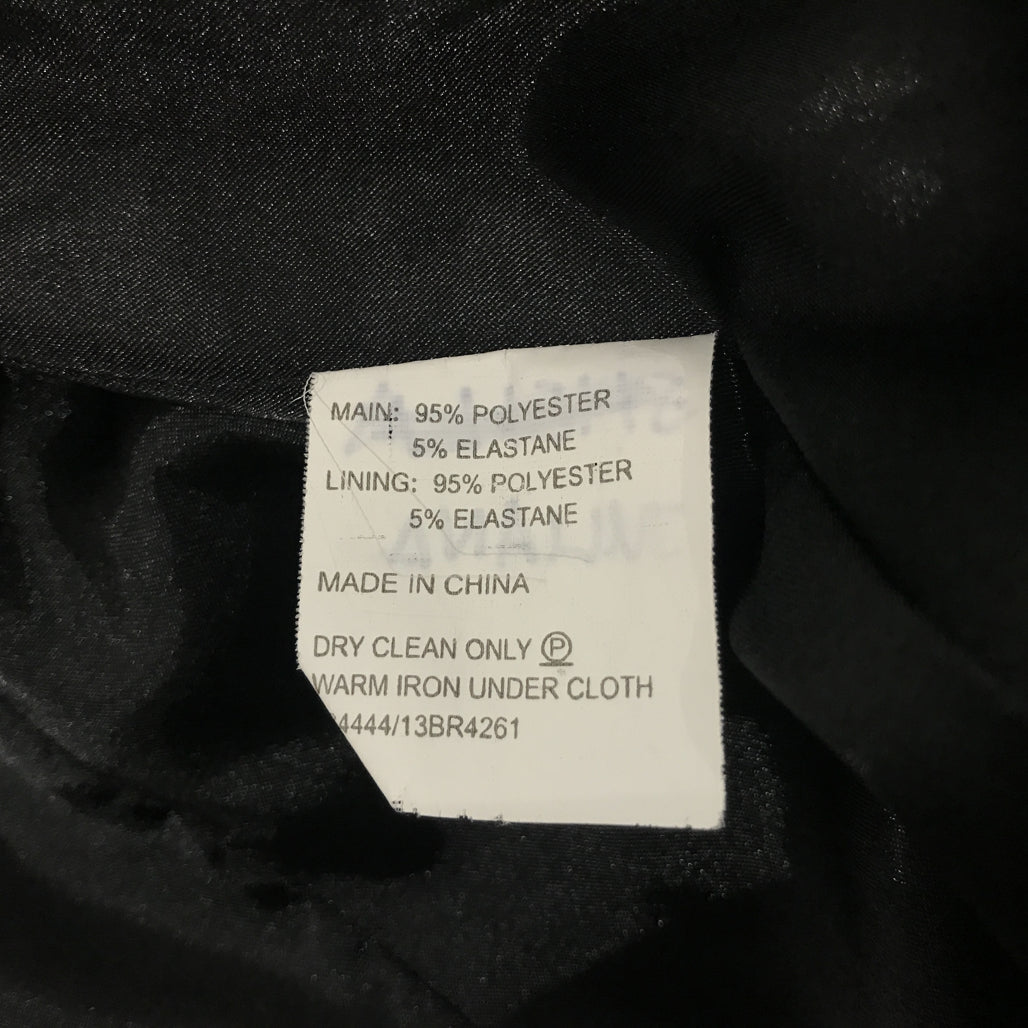 MAIN: 95% POLYESTER
5% ELASTANE
LINING: 95% POLYESTER
5% ELASTANE
MADE IN CHINA
DRY CLEAN ONLY Ⓟ
WARM IRON UNDER CLOTH
4444/13BR4261